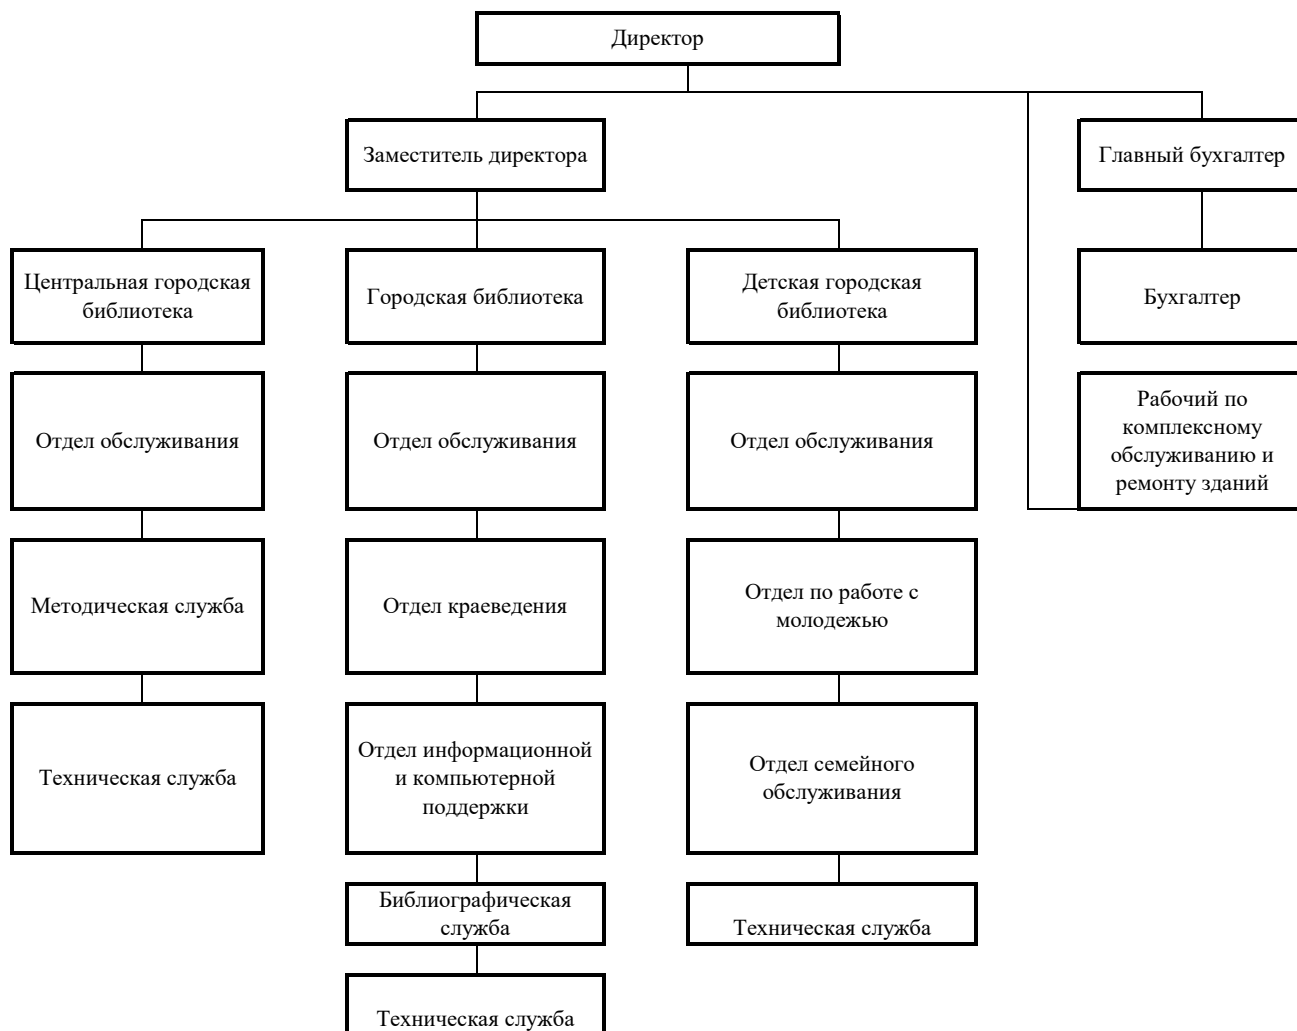 Директор
Заместитель директора
Главный бухгалтер
Центральная городская
библиотека
Городская библиотека
Детская городская
библиотека
Бухгалтер
Отдел обслуживания
Отдел обслуживания
Отдел обслуживания
Рабочий по
комплексному
обслуживанию и
ремонту зданий
Методическая служба
Отдел краеведения
Отдел по работе с
молодежью
Техническая служба
Отдел информационной
и компьютерной
поддержки
Отдел семейного
обслуживания
Библиографическая
служба
Техническая служба
Техническая служба